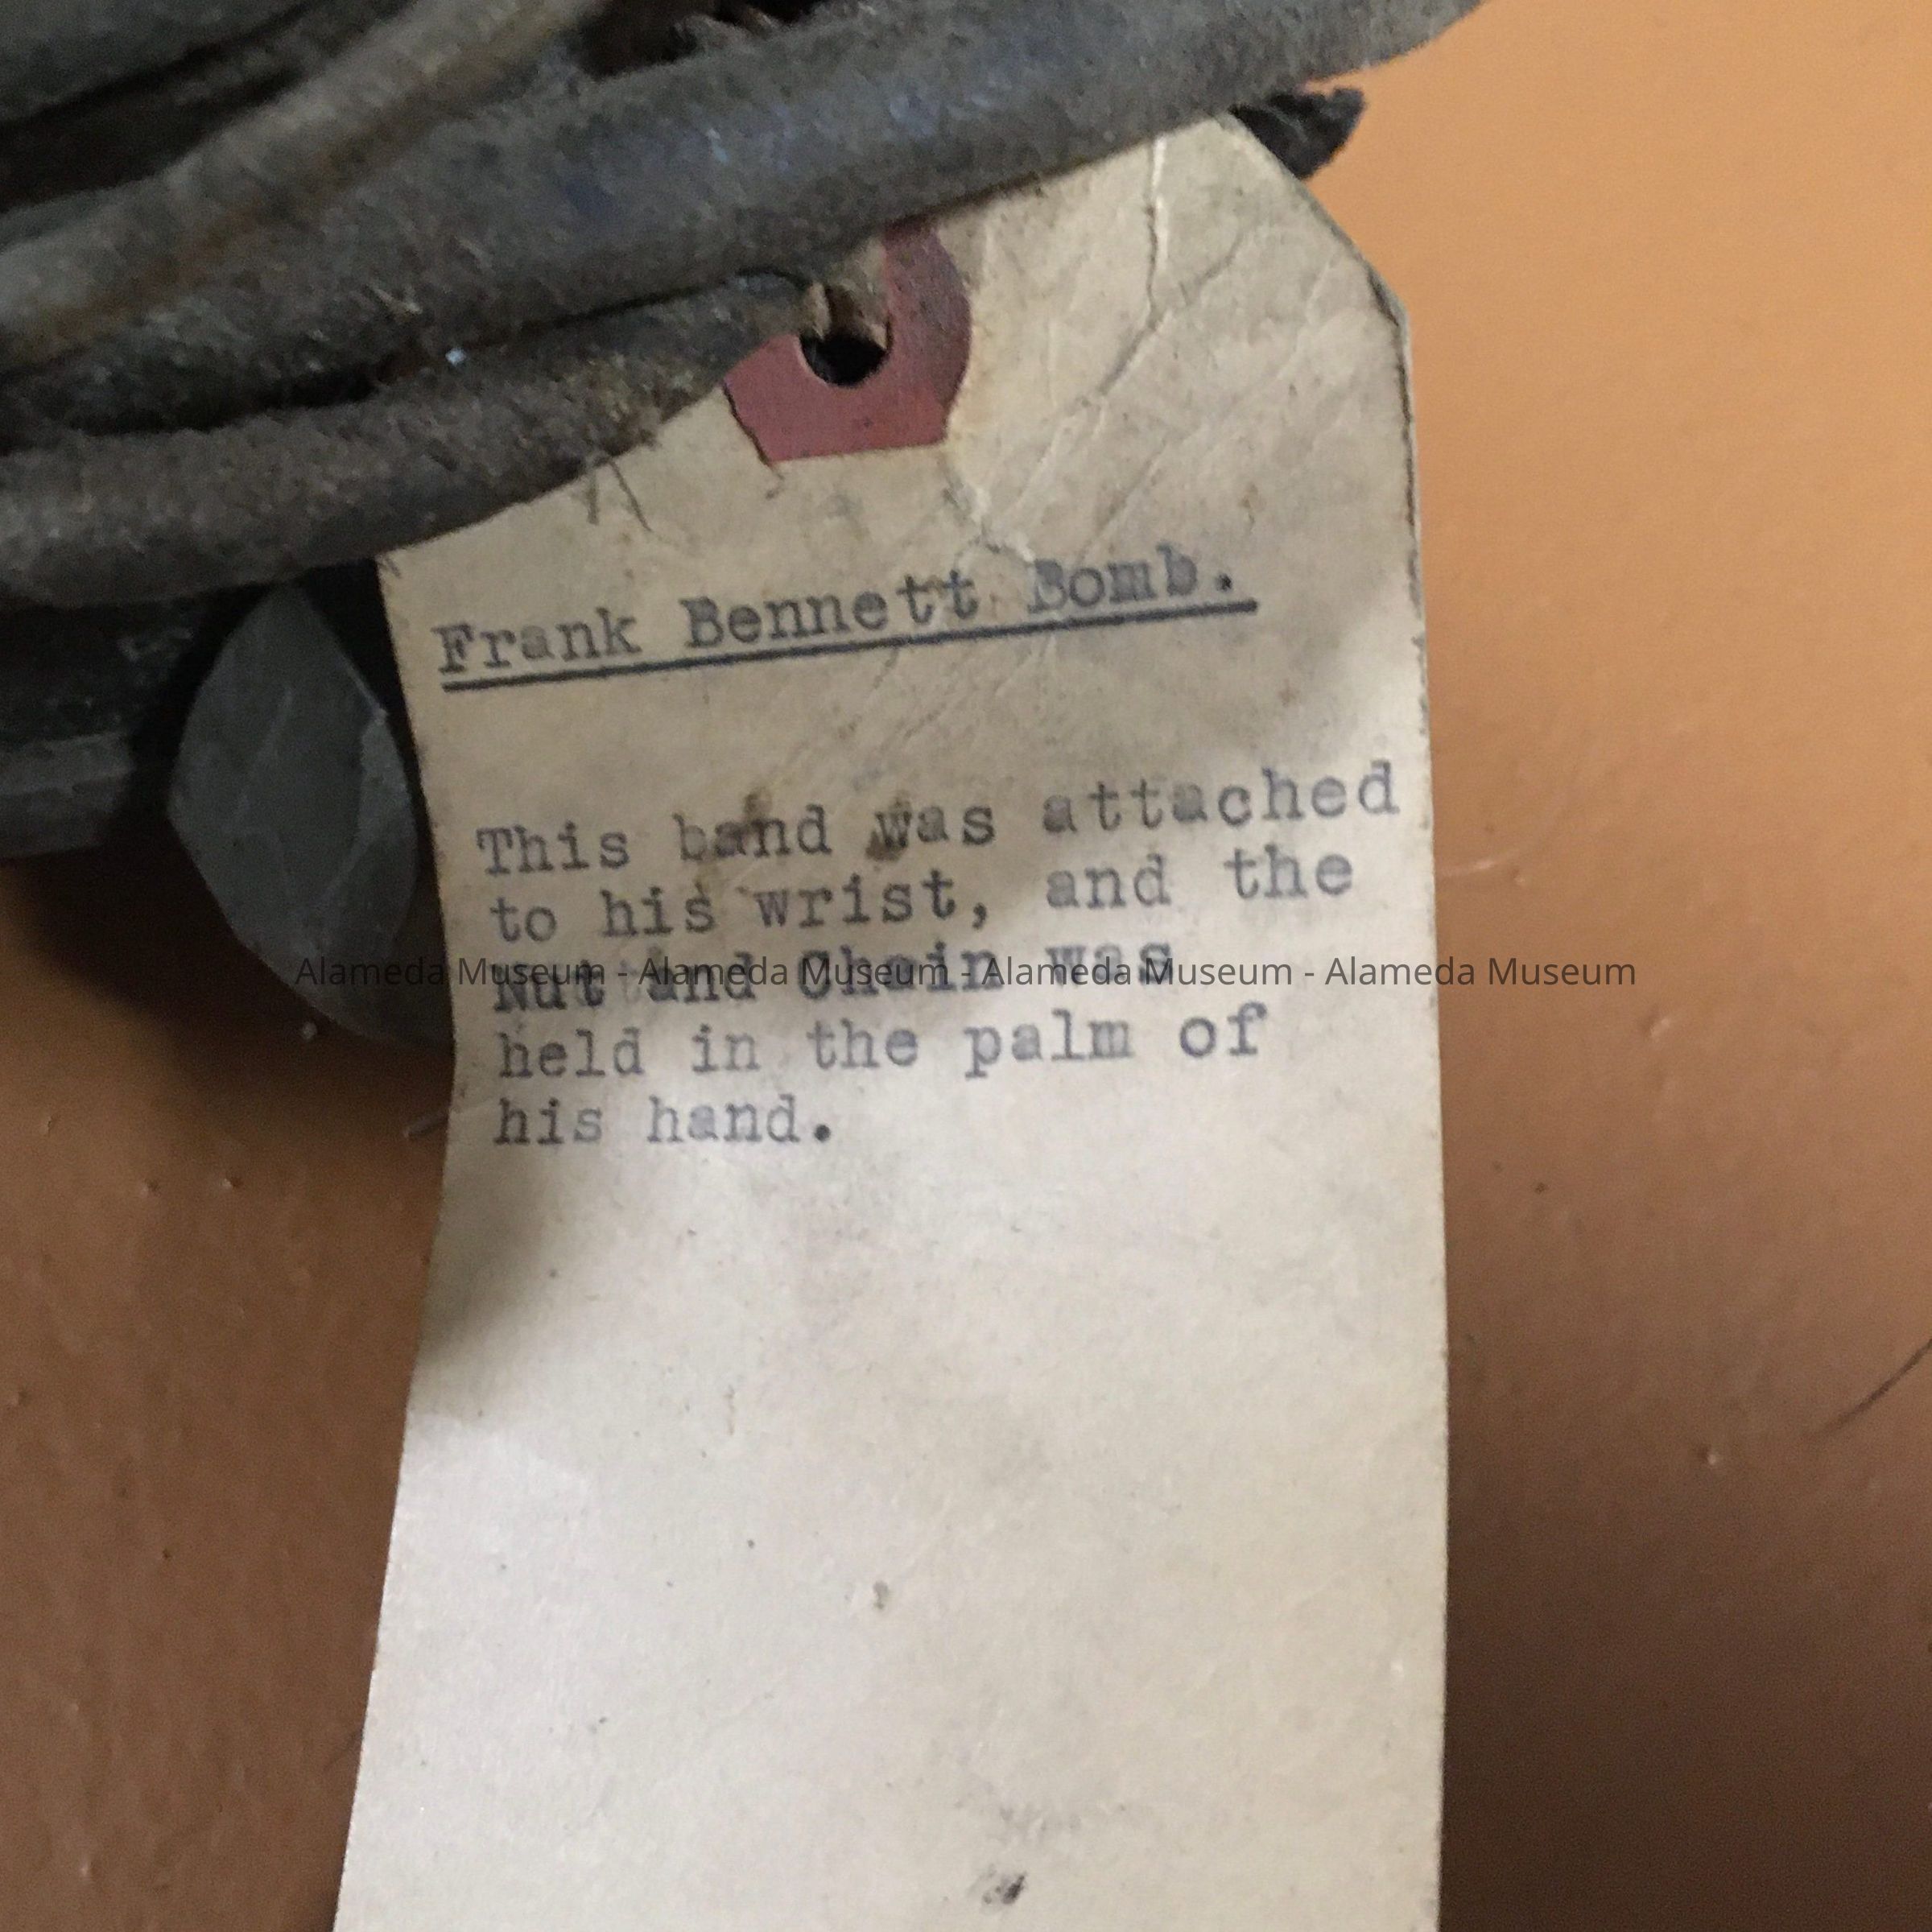 Frank Bennett Bomb.
This band was attached
to his wrist, and the
Nut and Chain was
Alameda Museum - Alameda Museum - Alameda Museum - Alameda Museum
held in the palm of
his hand.